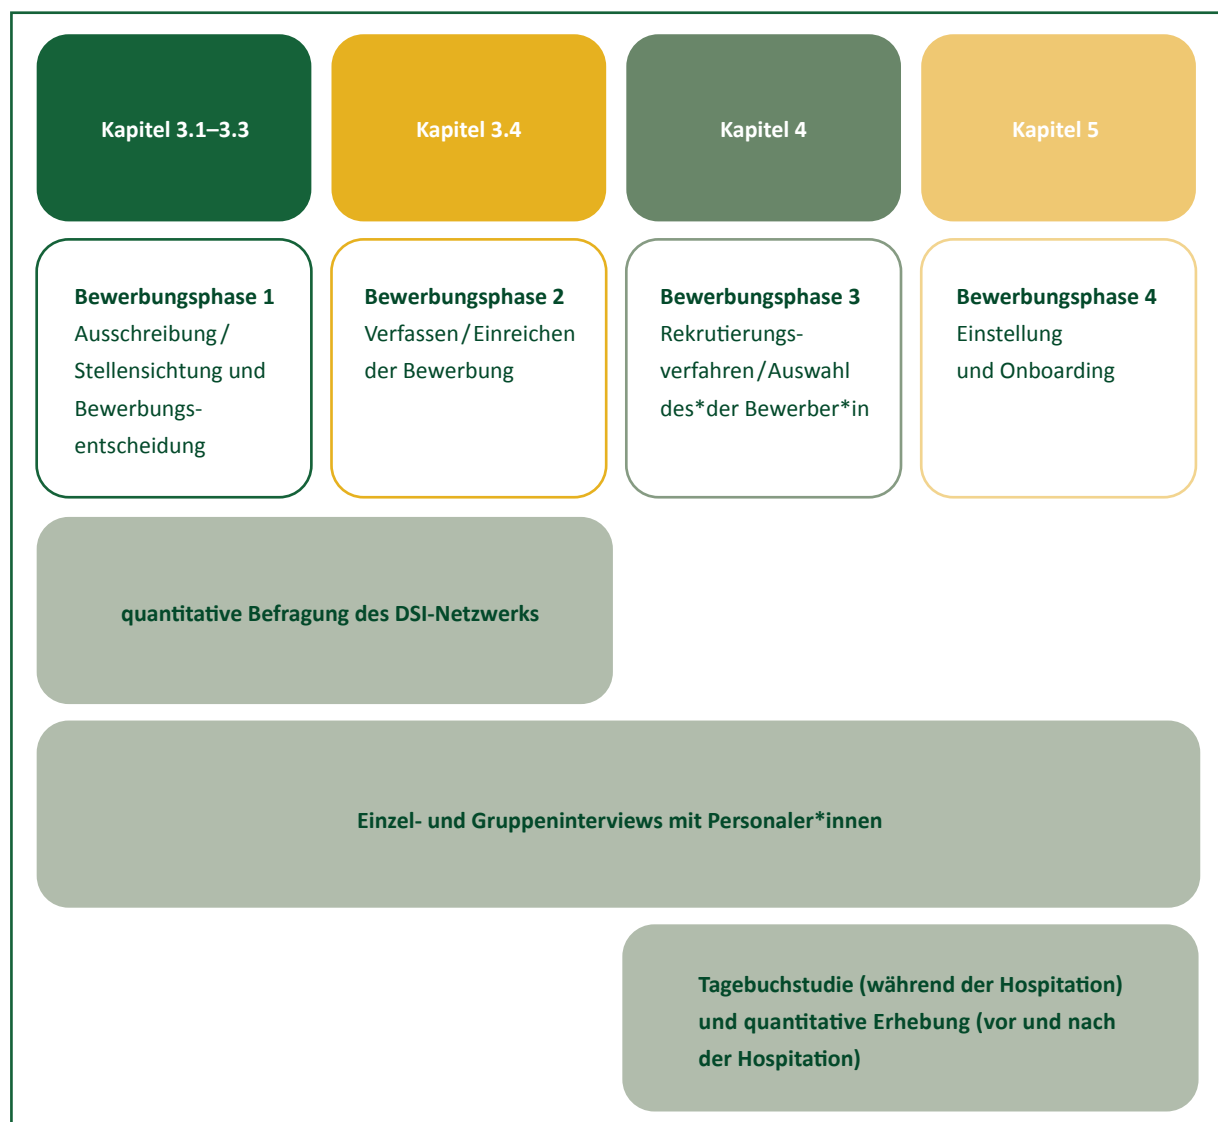 Kapitel 3.1–3.3
Kapitel 3.4
Kapitel 4
Kapitel 5
Bewerbungsphase 1
Ausschreibung /
Stellensichtung und
Bewerbungs-
entscheidung
Bewerbungsphase 2
Verfassen / Einreichen
der Bewerbung
Bewerbungsphase 3
Rekrutierungs-
verfahren / Auswahl
des*der Bewerber*in
Bewerbungsphase 4
Einstellung
und Onboarding
quantitative Befragung des DSI-Netzwerks
Einzel- und Gruppeninterviews mit Personaler*innen
Tagebuchstudie (während der Hospitation)
und quantitative Erhebung (vor und nach
der Hospitation)